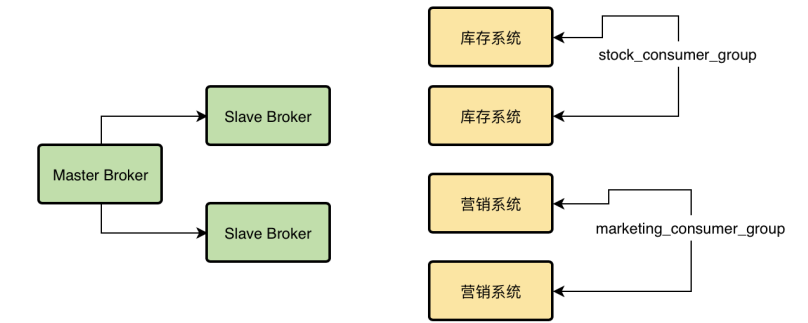 库存系统
stock_consumer_group
Slave Broker
库存系统
Master Broker
营销系统
Slave Broker
marketing_consumer_group
营销系统